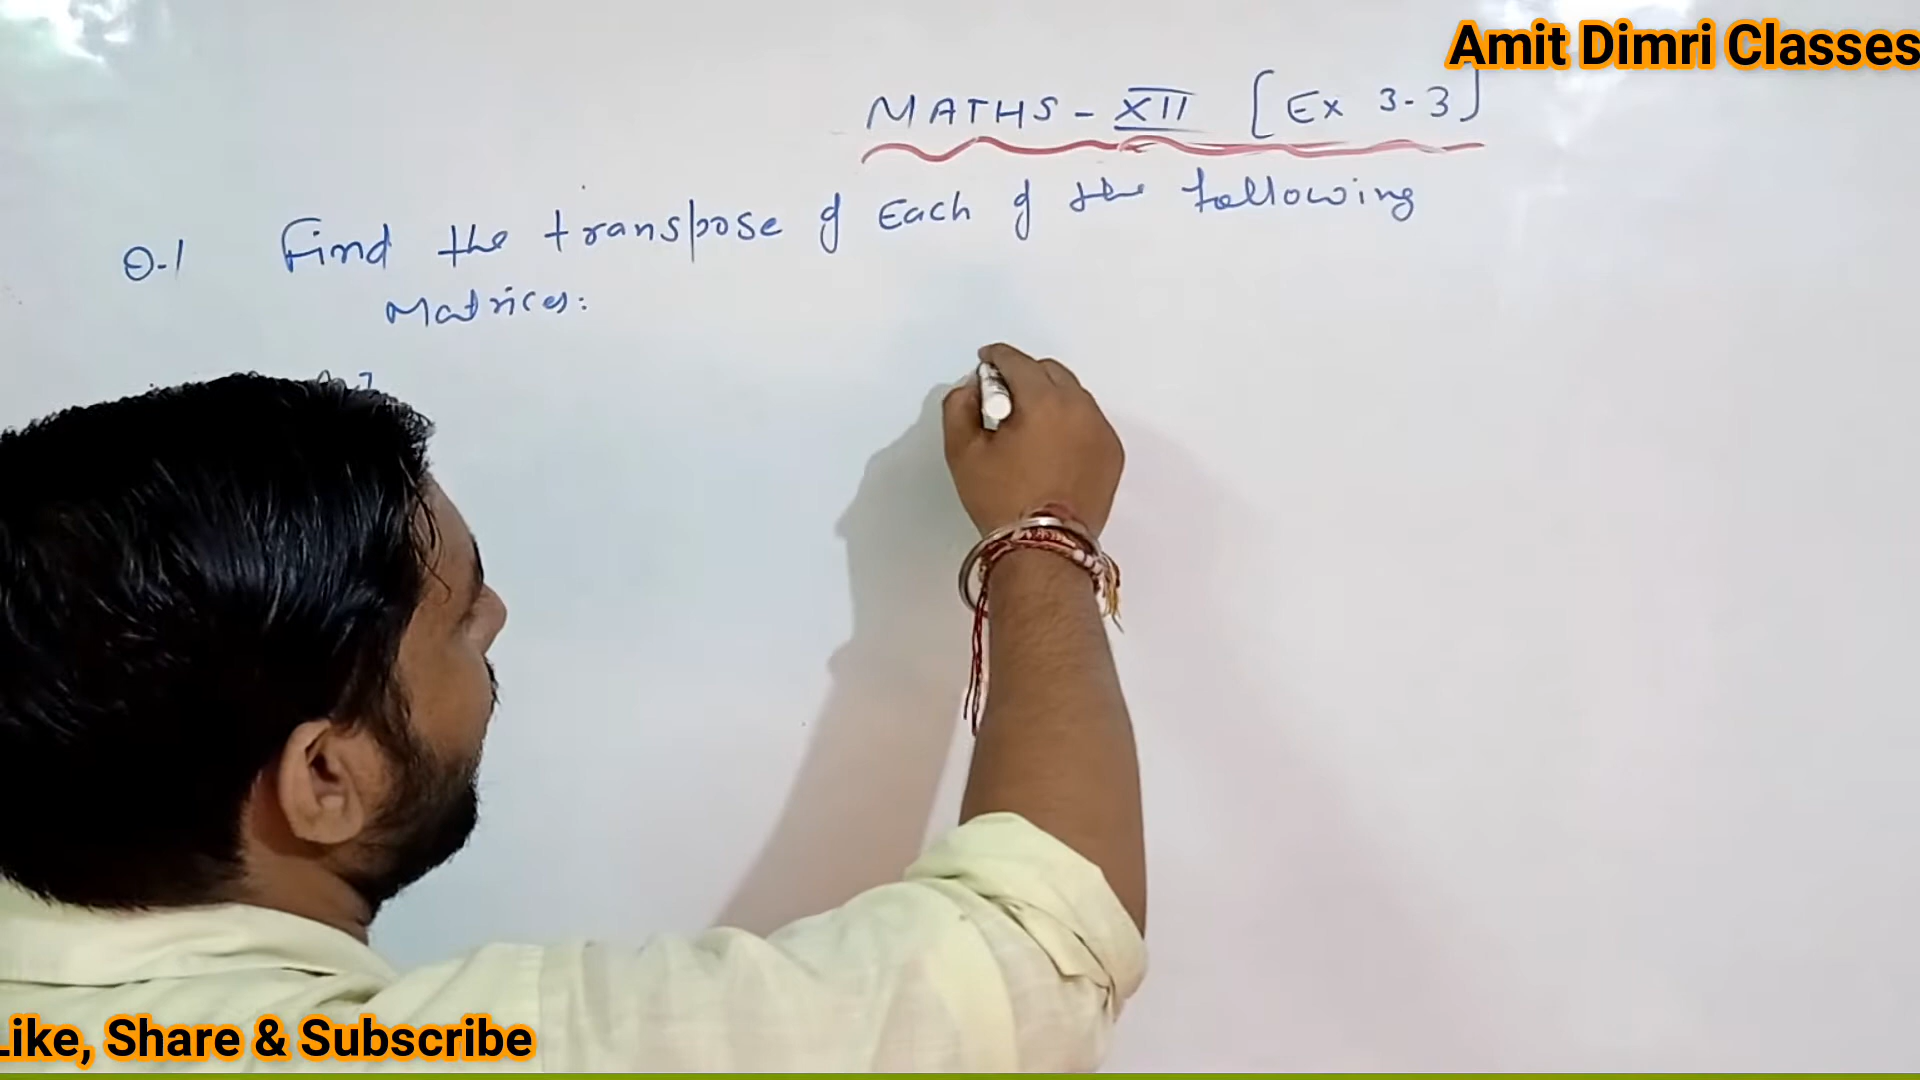 Amit Dimri Classes
MATHS - XII [Ex 3.3]
Q-1 Find the transpose of Each of the following
Matrices:
Like, Share & Subscribe